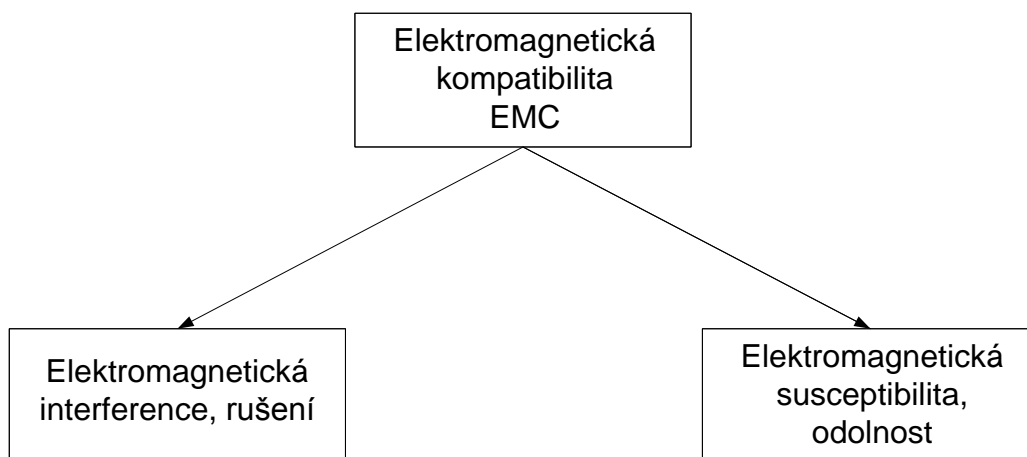 Elektromagnetická
kompatibilita
EMC
Elektromagnetická
interference, rušení
Elektromagnetická
susceptibilita,
odolnost